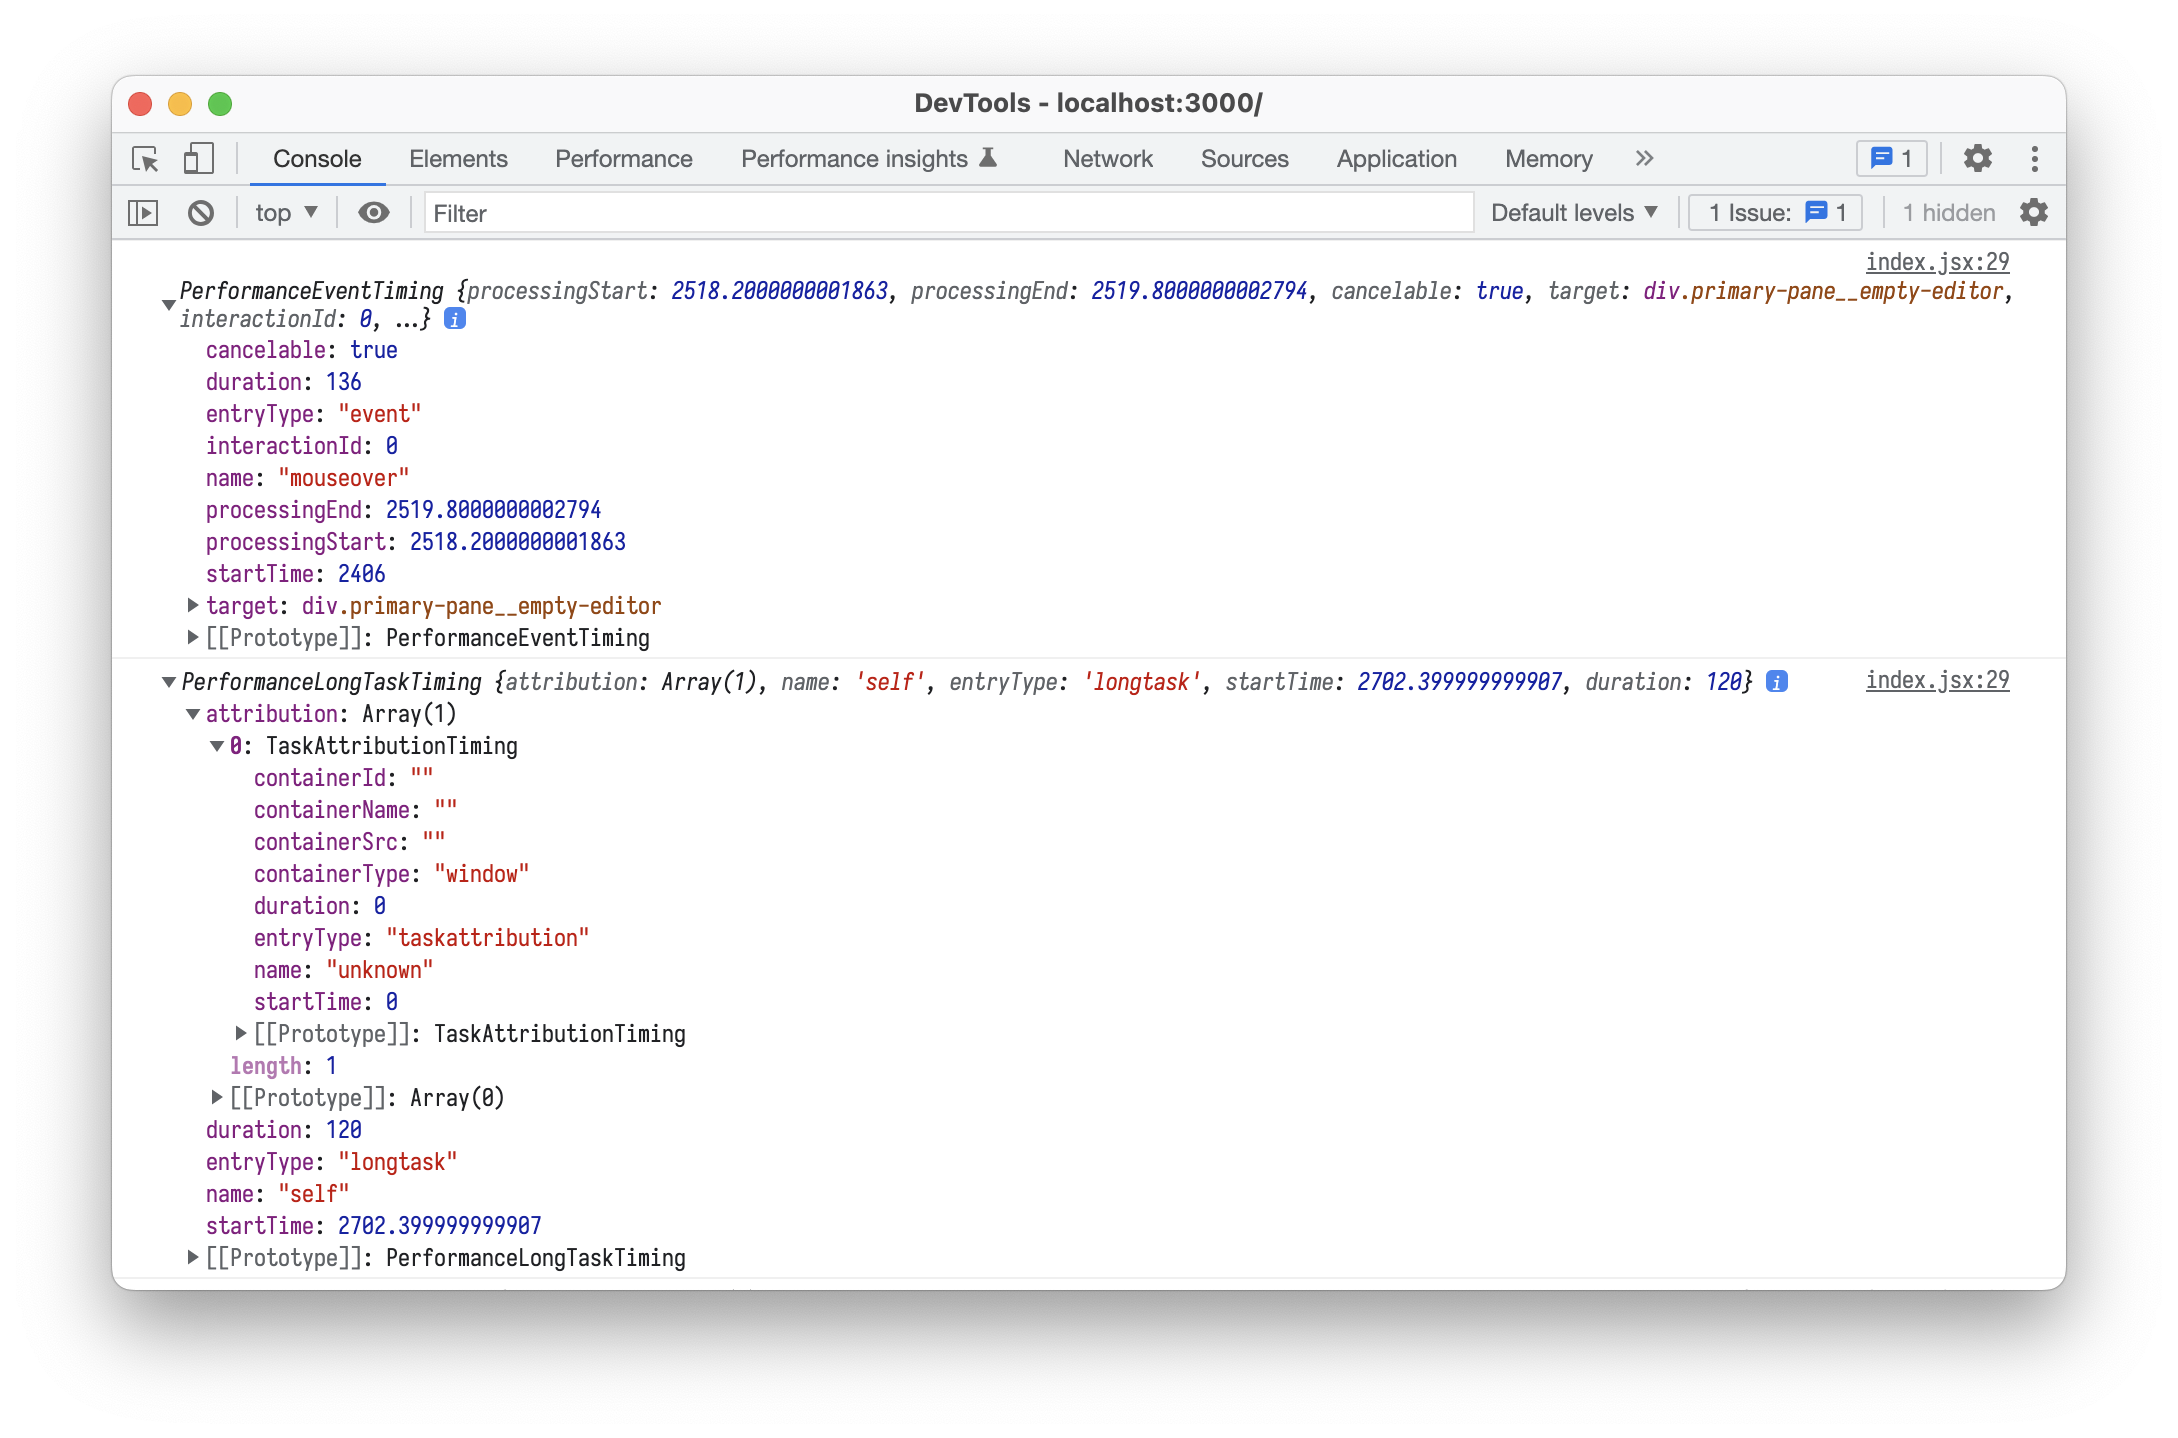 DevTools - localhost:3000/
Console Elements Performance Performance insights Network Sources Application Memory 1
top Filter Default levels 1 Issue: 1 1 hidden
index.jsx:29
PerformanceEventTiming {processingStart: 2518.2000000001863, processingEnd: 2519.8000000002794, cancelable: true, target: div.primary-pane__empty-editor,
interactionId: 0, …} i
cancelable: true
duration: 136
entryType: "event"
interactionId: 0
name: "mouseover"
processingEnd: 2519.8000000002794
processingStart: 2518.2000000001863
startTime: 2406
target: div.primary-pane__empty-editor
[[Prototype]]: PerformanceEventTiming
PerformanceLongTaskTiming {attribution: Array(1), name: 'self', entryType: 'longtask', startTime: 2702.399999999907, duration: 120} i index.jsx:29
attribution: Array(1)
0: TaskAttributionTiming
containerId: ""
containerName: ""
containerSrc: ""
containerType: "window"
duration: 0
entryType: "taskattribution"
name: "unknown"
startTime: 0
[[Prototype]]: TaskAttributionTiming
length: 1
[[Prototype]]: Array(0)
duration: 120
entryType: "longtask"
name: "self"
startTime: 2702.399999999907
[[Prototype]]: PerformanceLongTaskTiming